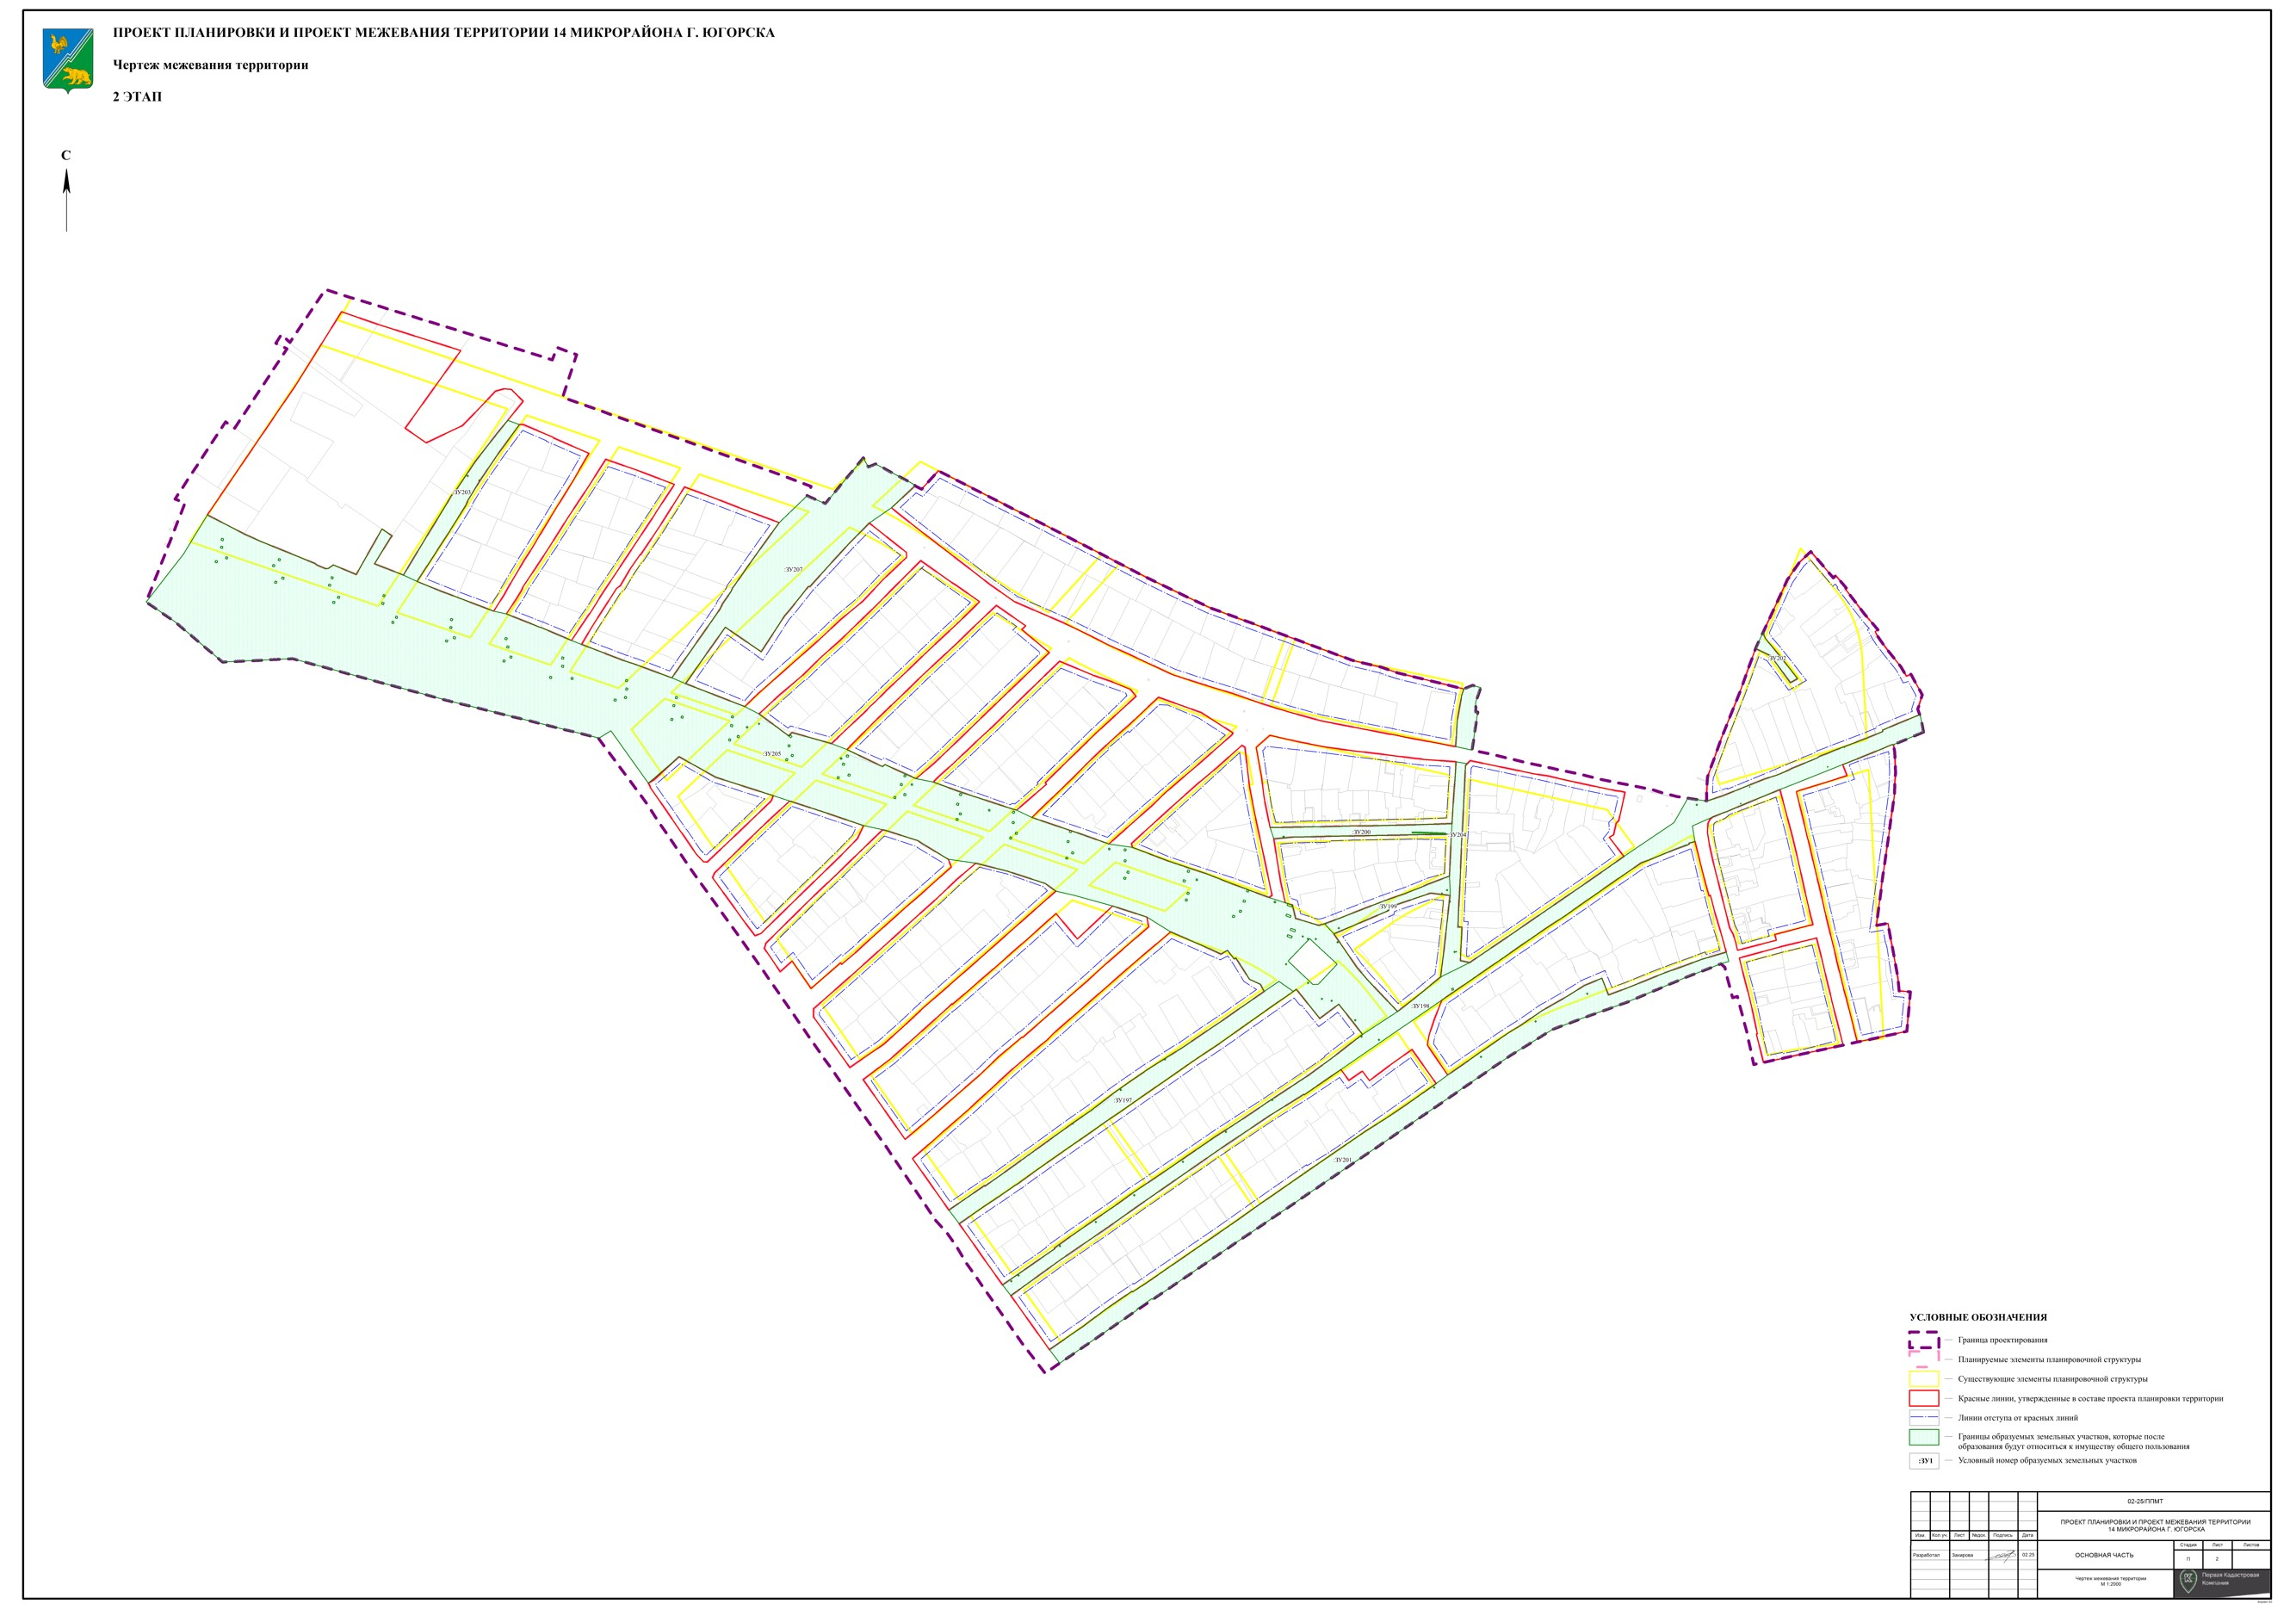 ПРОЕКТ ПЛАНИРОВКИ И ПРОЕКТ МЕЖЕВАНИЯ ТЕРРИТОРИИ 14 МИКРОРАЙОНА Г. ЮГОРСКА
Чертеж межевания территории
2 ЭТАП
С
:ЗУ203
:ЗУ207
:ЗУ202
:ЗУ205
:ЗУ200
:ЗУ204
:ЗУ199
:ЗУ198
:ЗУ197
:ЗУ201
УСЛОВНЫЕ ОБОЗНАЧЕНИЯ
Граница проектирования
Планируемые элементы планировочной структуры
Существующие элементы планировочной структуры
Красные линии, утвержденные в составе проекта планировки территории
Линии отступа от красных линий
Границы образуемых земельных участков, которые после
образования будут относиться к имуществу общего пользования
:ЗУ1
Условный номер образуемых земельных участков
02-25/ППМТ
ПРОЕКТ ПЛАНИРОВКИ И ПРОЕКТ МЕЖЕВАНИЯ ТЕРРИТОРИИ
14 МИКРОРАЙОНА Г. ЮГОРСКА
Изм. Кол.уч. Лист №док. Подпись Дата
Разработал Закирова 02.25
ОСНОВНАЯ ЧАСТЬ
Стадия Лист Листов
П 2
Чертеж межевания территории
М 1:2000
Первая Кадастровая
Компания